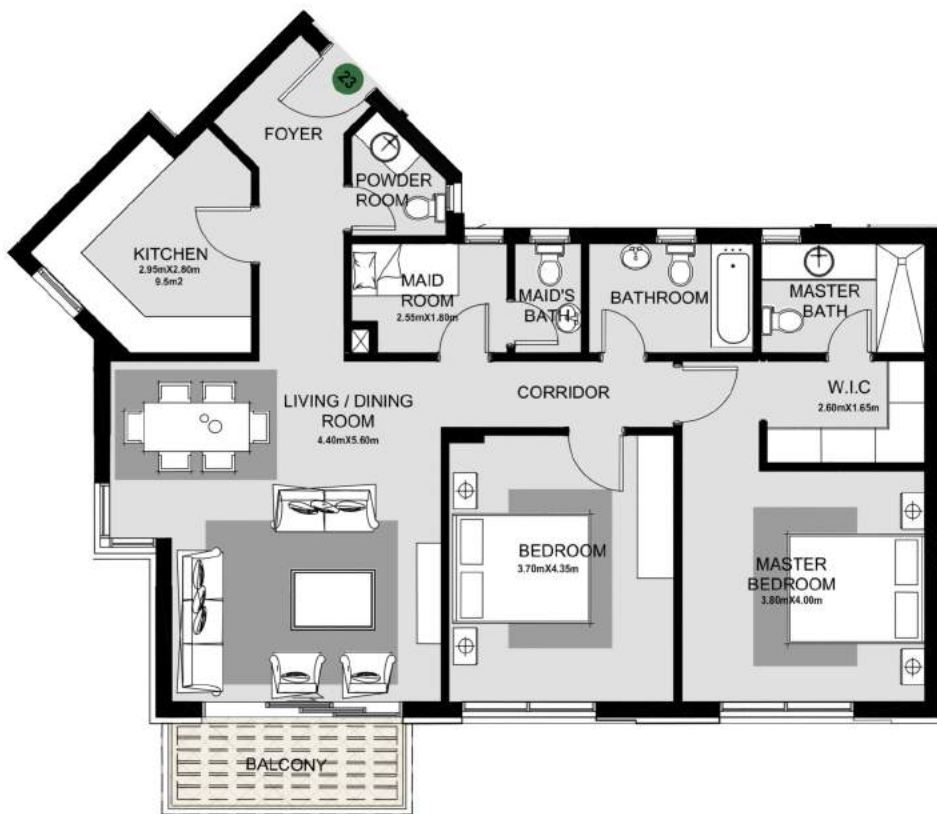 23
FOYER
POWDER
ROOM
KITCHEN
2.95mX2.80m
9.5m2
MAID
ROOM
2.55mX1.80m
MAID'S
BATH
BATHROOM
MASTER
BATH
LIVING / DINING
ROOM
4.40mX5.60m
CORRIDOR
W.I.C
2.60mX1.65m
BEDROOM
3.70mX4.35m
MASTER
BEDROOM
3.80mX4.00m
BALCONY